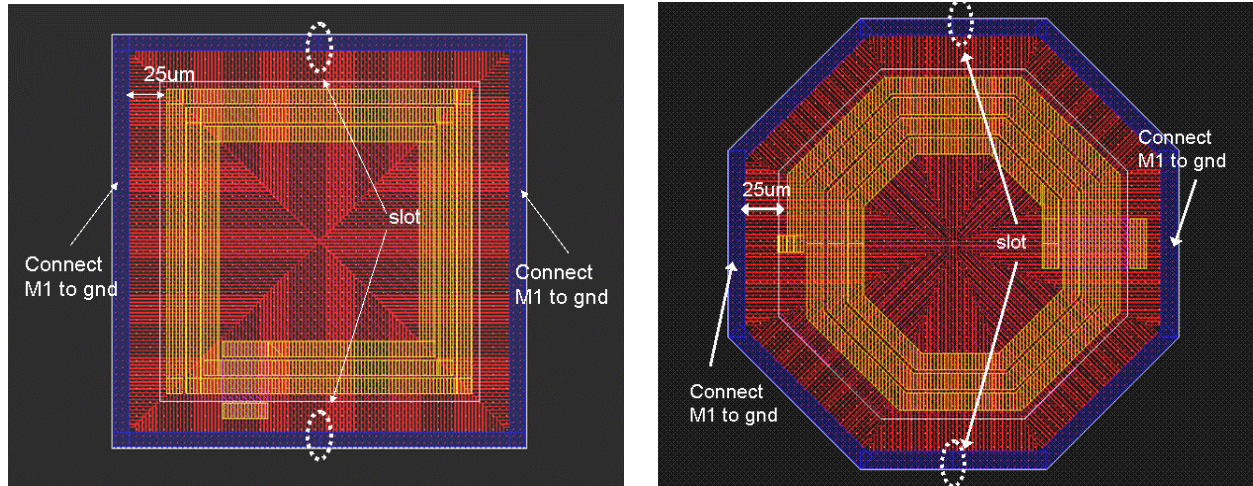 25um
slot
Connect
M1 to gnd
Connect
M1 to gnd
Connect
M1 to gnd
25um
slot
Connect
M1 to gnd